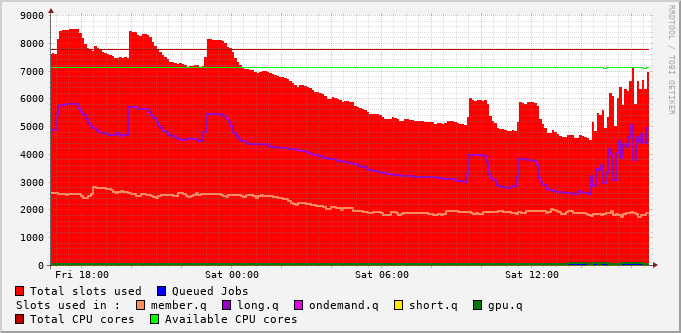 9000
8000
7000
6000
5000
4000
3000
2000
1000
0
Fri 18:00 Sat 00:00 Sat 06:00 Sat 12:00
Total slots used Queued Jobs
Slots used in : member.q long.q ondemand.q short.q gpu.q
Total CPU cores Available CPU cores
RRDTOOL / TOBI OETIKER